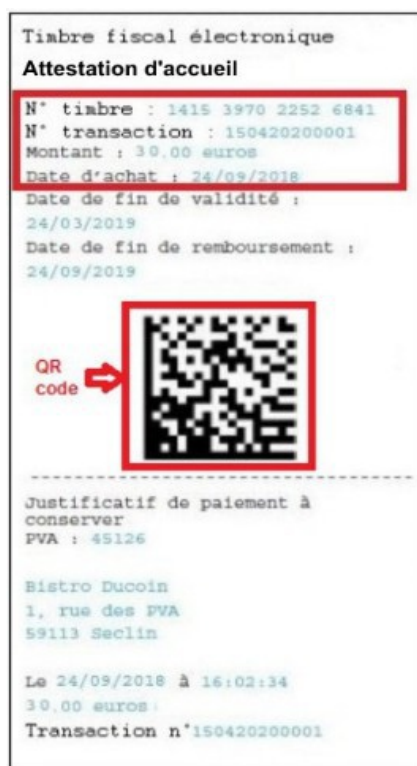 Timbre fiscal électronique
Attestation d'accueil
N° timbre : 1415 3970 2252 6841
N° transaction : 150420200001
Montant : 30.00 euros
Date d'achat : 24/09/2018
Date de fin de validité :
24/03/2019
Date de fin de remboursement :
24/09/2019
QR
code
Justificatif de paiement à
conserver
PVA : 45126
Bistro Ducoin
1, rue des PVA
59113 Seclin
Le 24/09/2018 à 16:02:34
30.00 euros
Transaction n°150420200001